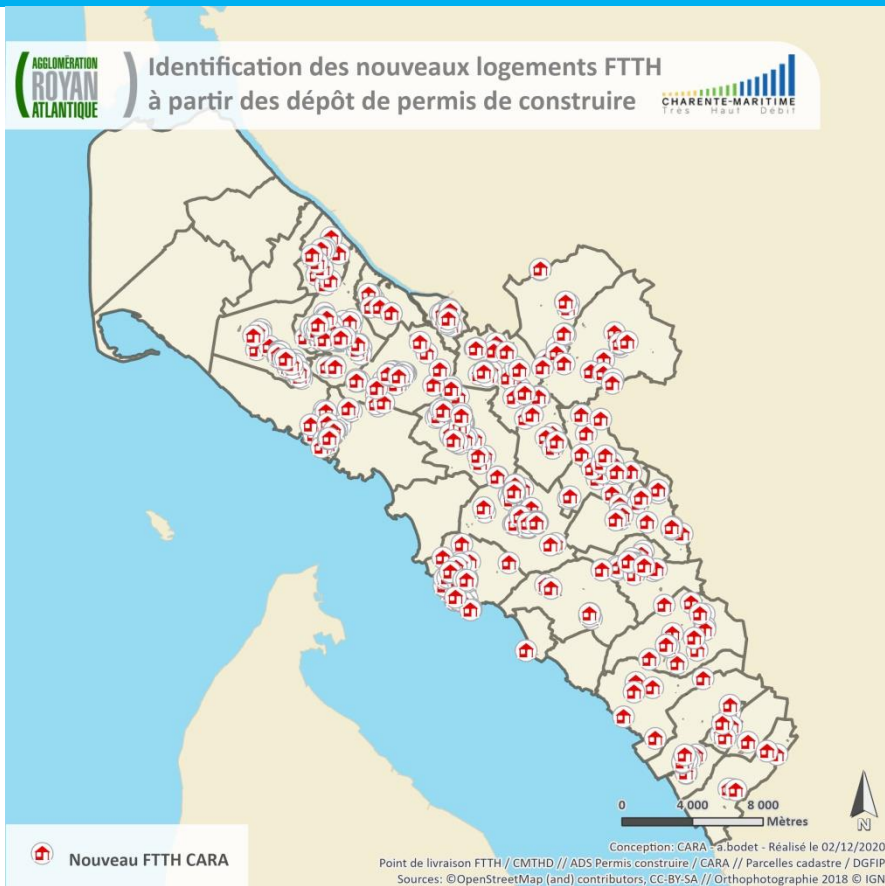 AGGLOMÉRATION
ROYAN
ATLANTIQUE
Identification des nouveaux logements FTTH
à partir des dépôt de permis de construire
CHARENTE-MARITIME
Très Haut Débit
0 4 000 8 000
Mètres
N
Nouveau FTTH CARA
Conception: CARA - a.bodet - Réalisé le 02/12/2020
Point de livraison FTTH / CMTHD // ADS Permis construire / CARA // Parcelles cadastre / DGFIP
Sources: ©OpenStreetMap (and) contributors, CC-BY-SA // Orthophotographie 2018 © IGN